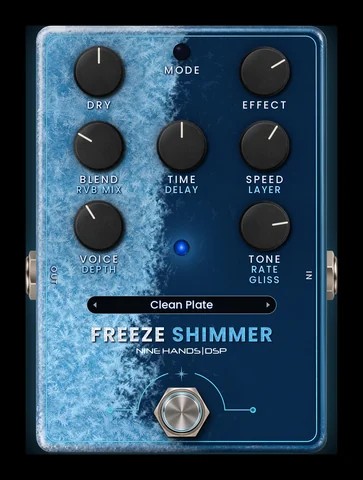 MODE
DRY
EFFECT
BLEND
RVB MIX
TIME
DELAY
SPEED
LAYER
VOICE
DEPTH
TONE
RATE
GLISS
OUT
IN
Clean Plate
FREEZE SHIMMER
NINE HANDS|DSP